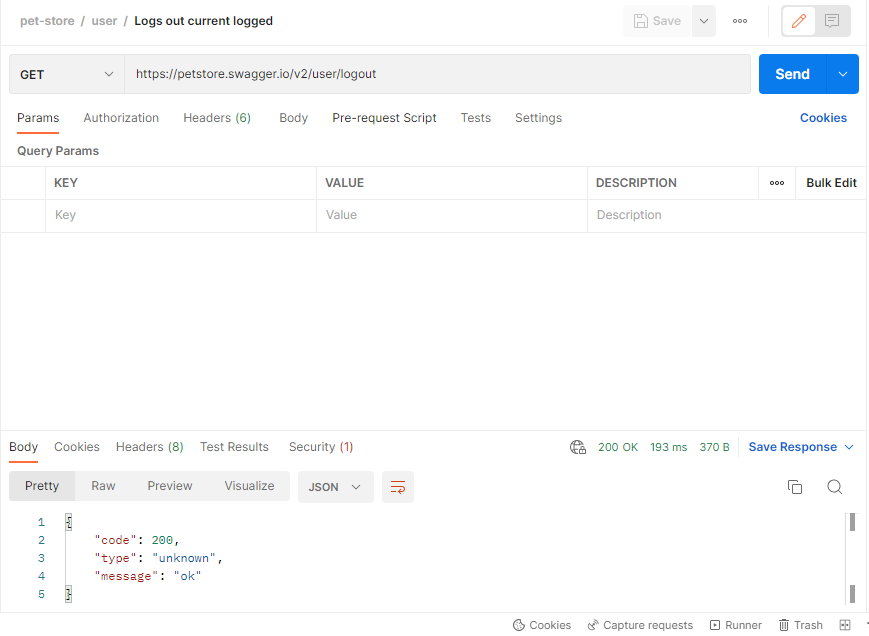 pet-store / user / Logs out current logged
Save
GET https://petstore.swagger.io/v2/user/logout Send
Params Authorization Headers (6) Body Pre-request Script Tests Settings Cookies
Query Params
KEY VALUE DESCRIPTION Bulk Edit
Key Value Description
Body Cookies Headers (8) Test Results Security (1) 200 OK 193 ms 370 B Save Response
Pretty Raw Preview Visualize JSON
1 {
2 "code": 200,
3 "type": "unknown",
4 "message": "ok"
5 }
Cookies Capture requests Runner Trash